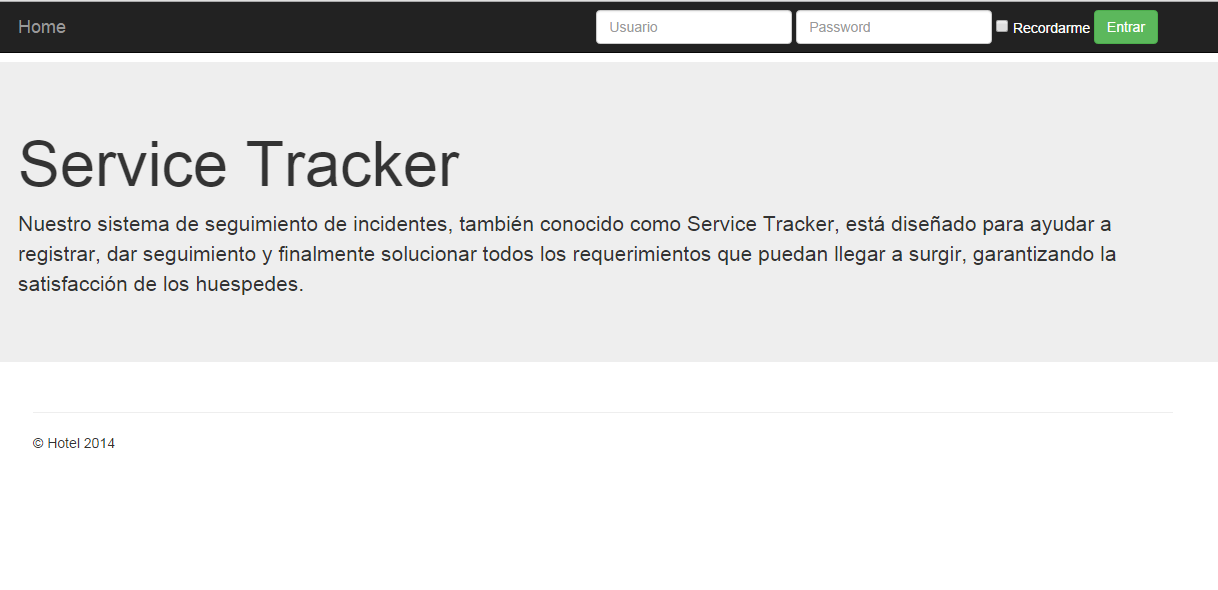 Home
Usuario
Password
Recordarme
Entrar
Service Tracker
Nuestro sistema de seguimiento de incidentes, también conocido como Service Tracker, está diseñado para ayudar a
registrar, dar seguimiento y finalmente solucionar todos los requerimientos que puedan llegar a surgir, garantizando la
satisfacción de los huespedes.
© Hotel 2014